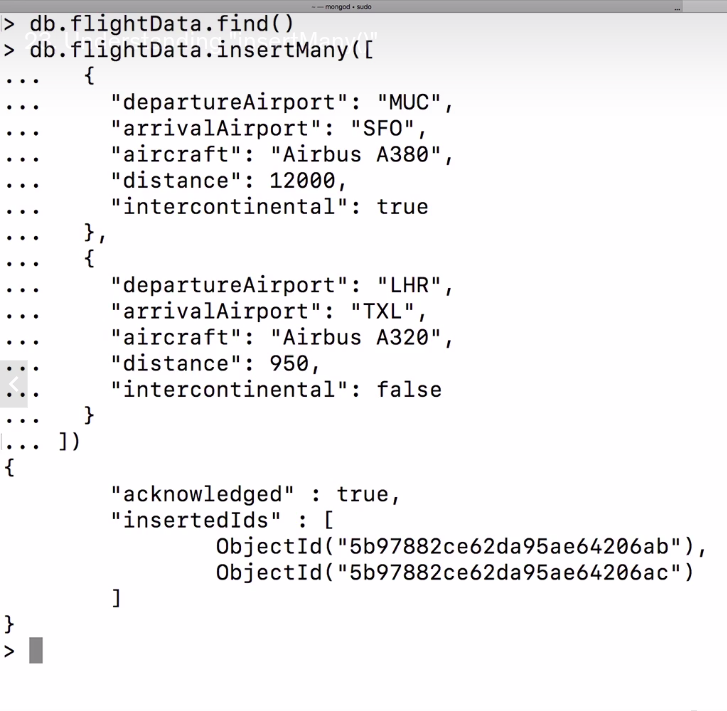 ~ — mongod • sudo
> db.flightData.find()
> db.flightData.insertMany([
...   {
...     "departureAirport": "MUC",
...     "arrivalAirport": "SFO",
...     "aircraft": "Airbus A380",
...     "distance": 12000,
...     "intercontinental": true
...   },
...   {
...     "departureAirport": "LHR",
...     "arrivalAirport": "TXL",
...     "aircraft": "Airbus A320",
...     "distance": 950,
...     "intercontinental": false
...   }
... ])
{
        "acknowledged" : true,
        "insertedIds" : [
                ObjectId("5b97882ce62da95ae64206ab"),
                ObjectId("5b97882ce62da95ae64206ac")
        ]
}
>